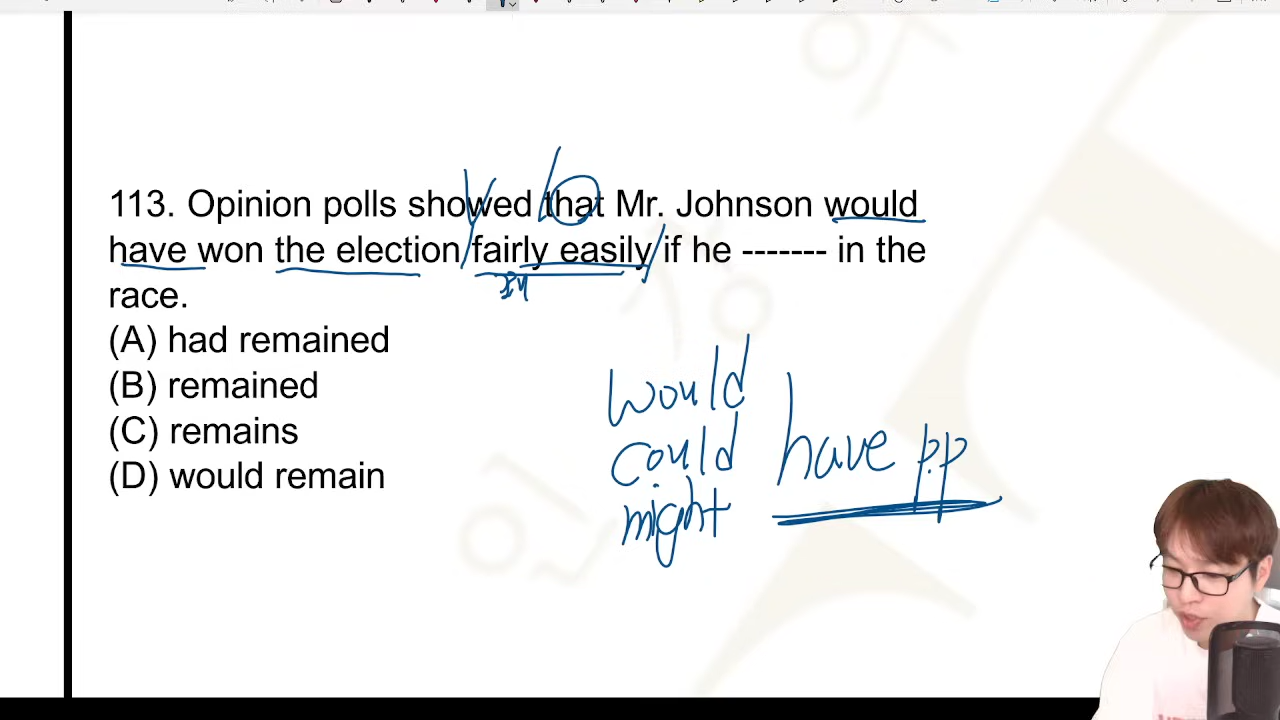 113. Opinion polls showed that Mr. Johnson would
have won the election fairly easily if he ------- in the
race.
(A) had remained
(B) remained
(C) remains
(D) would remain
would
could have p.p
might